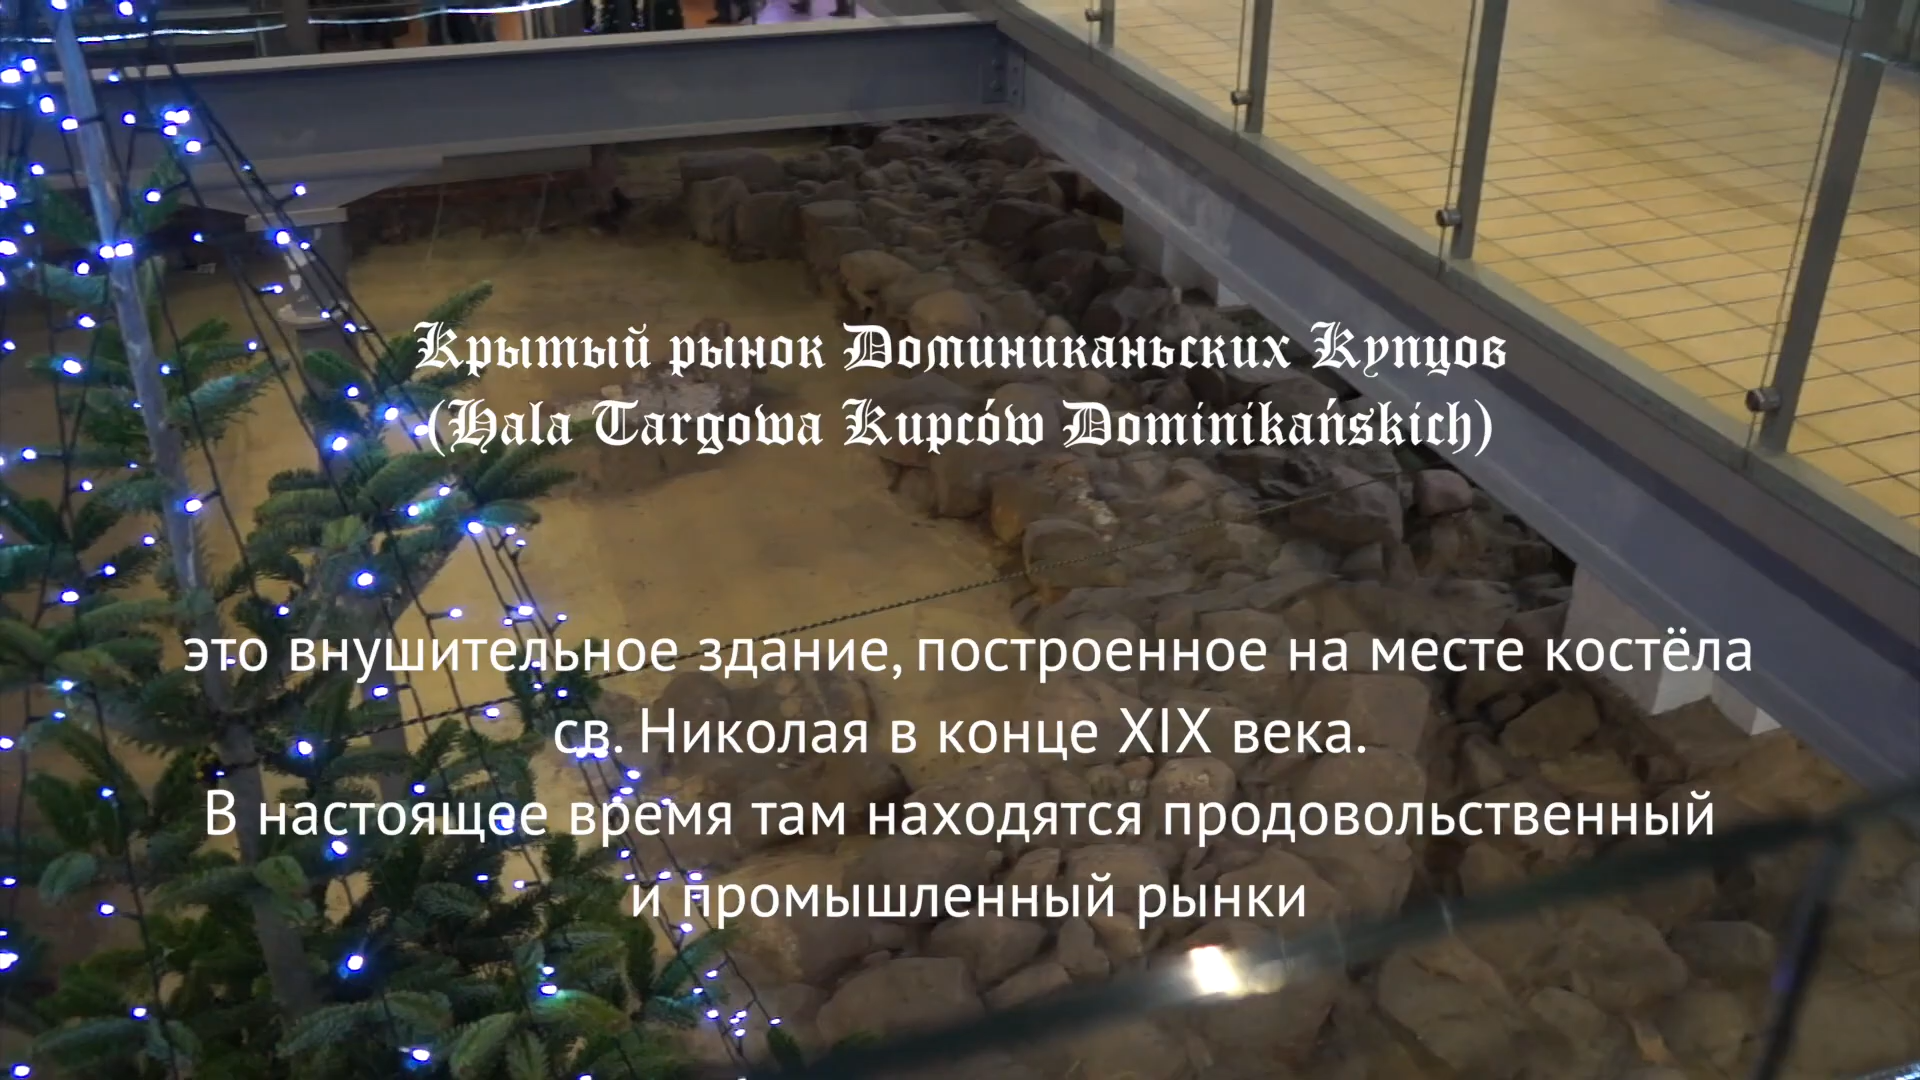 Крытый рынок Доминиканьских Купцов
(Hala Targowa Kupców Dominikańskich)
это внушительное здание, построенное на месте костёла
св. Николая в конце XIX века.
В настоящее время там находятся продовольственный
и промышленный рынки